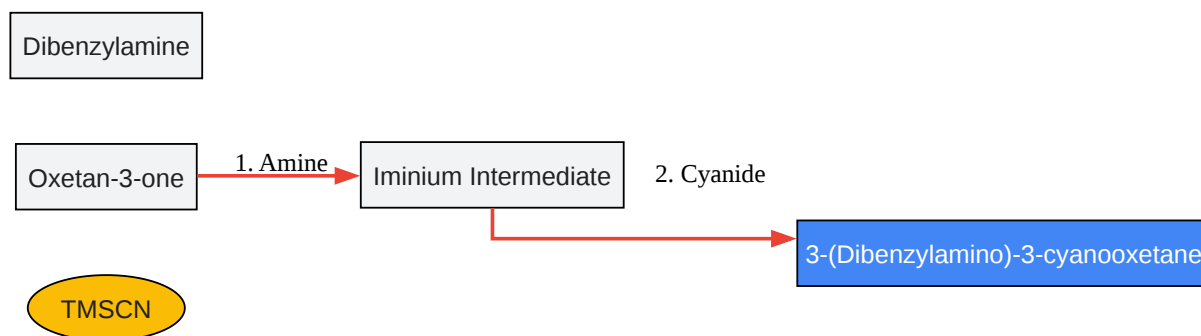 Dibenzylamine
Oxetan-3-one
1. Amine
Iminium Intermediate
2. Cyanide
3-(Dibenzylamino)-3-cyanooxetane
TMSCN